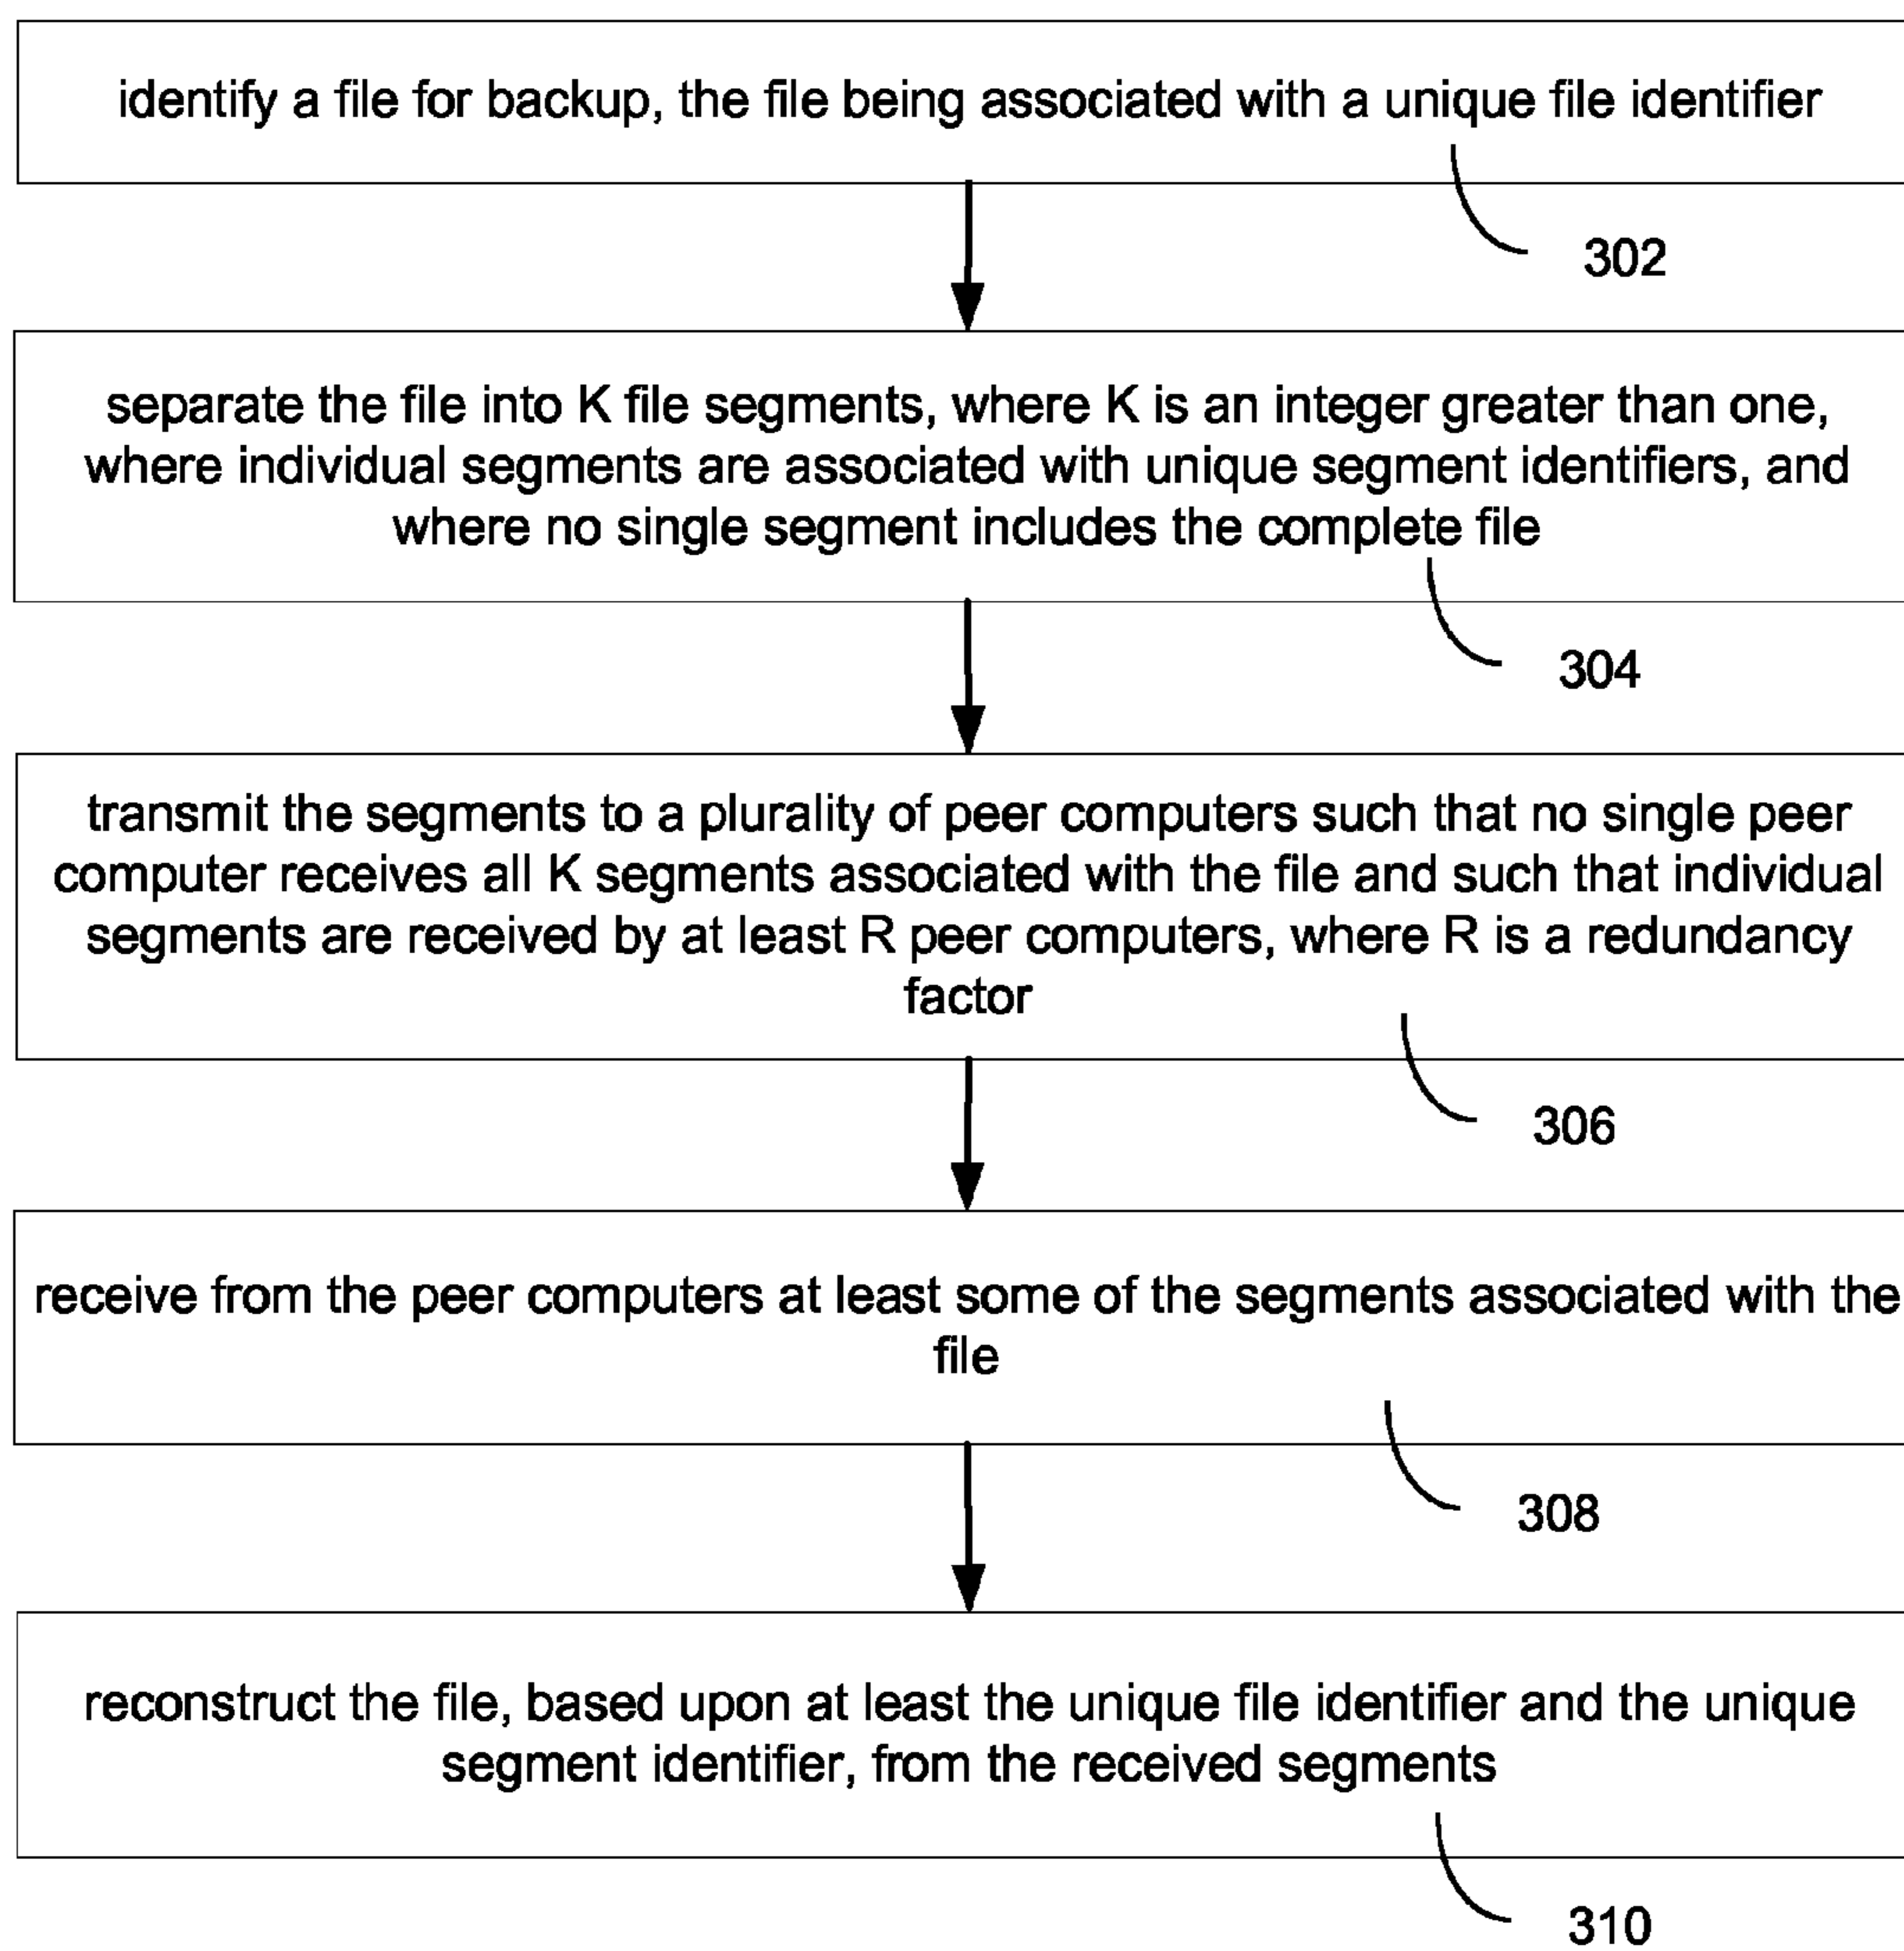 identify a file for backup, the file being associated with a unique file identifier
302
separate the file into K file segments, where K is an integer greater than one,
where individual segments are associated with unique segment identifiers, and
where no single segment includes the complete file
304
transmit the segments to a plurality of peer computers such that no single peer
computer receives all K segments associated with the file and such that individual
segments are received by at least R peer computers, where R is a redundancy
factor
306
receive from the peer computers at least some of the segments associated with the
file
308
reconstruct the file, based upon at least the unique file identifier and the unique
segment identifier, from the received segments
310